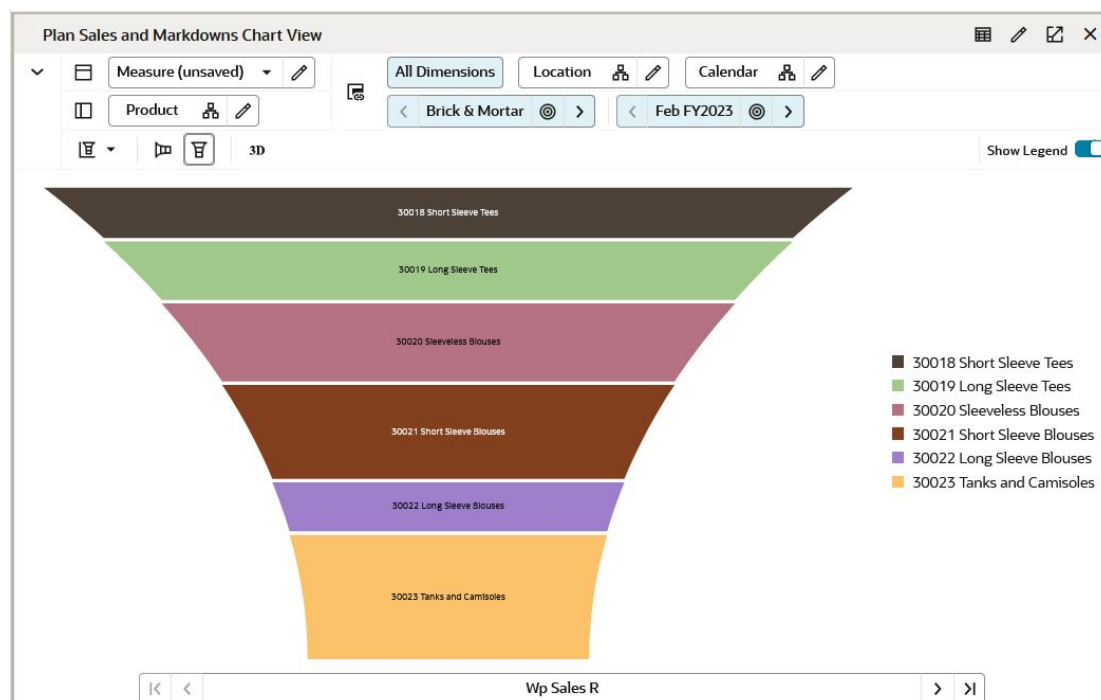 Plan Sales and Markdowns Chart View
Measure (unsaved)
All Dimensions
Location
Calendar
Product
Brick & Mortar
Feb FY2023
3D
Show Legend
30018 Short Sleeve Tees
30019 Long Sleeve Tees
30020 Sleeveless Blouses
30021 Short Sleeve Blouses
30022 Long Sleeve Blouses
30023 Tanks and Camisoles
30018 Short Sleeve Tees
30019 Long Sleeve Tees
30020 Sleeveless Blouses
30021 Short Sleeve Blouses
30022 Long Sleeve Blouses
30023 Tanks and Camisoles
Wp Sales R